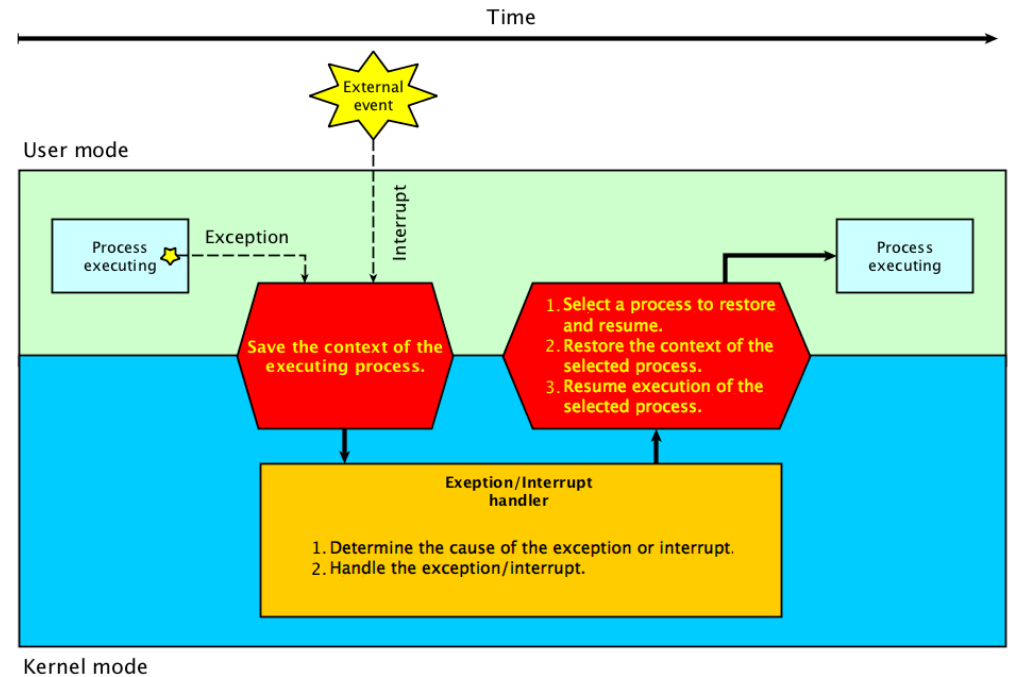 Time
External
event
User mode
Interrupt
Process
executing
Exception
Process
executing
Save the context of the
executing process.
1. Select a process to restore
and resume.
2. Restore the context of the
selected process.
3. Resume execution of the
selected process.
Exeption/Interrupt
handler
1. Determine the cause of the exception or interrupt.
2. Handle the exception/interrupt.
Kernel mode